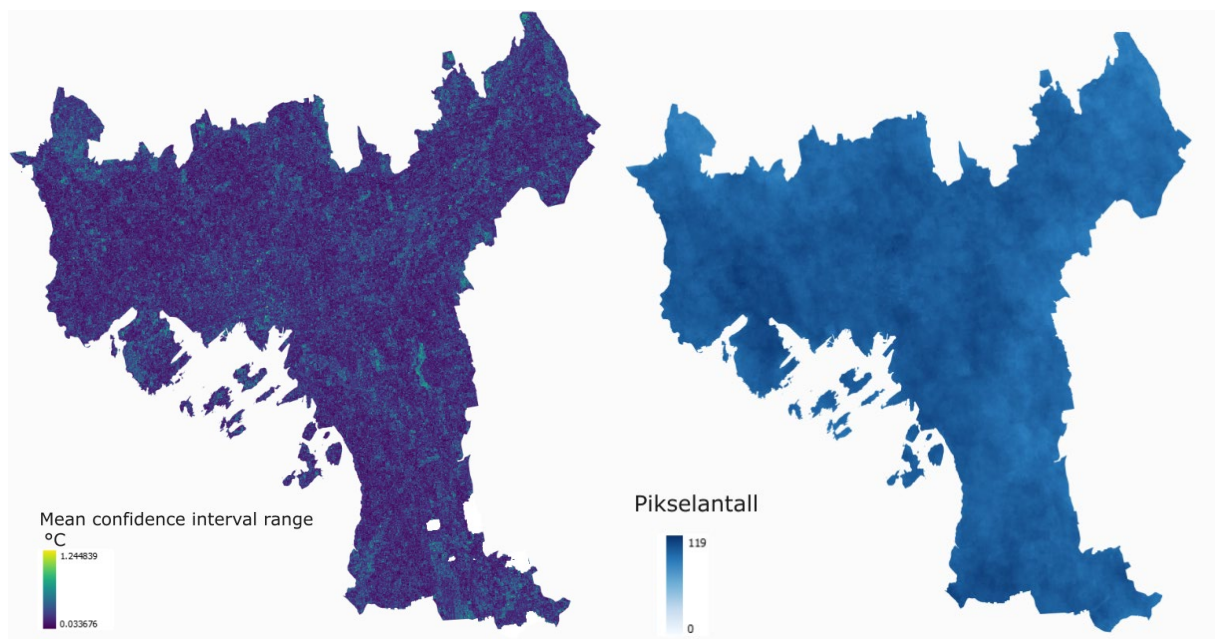 Mean confidence interval range
°C
1.244839
0.033676
Pikselantall
119
0